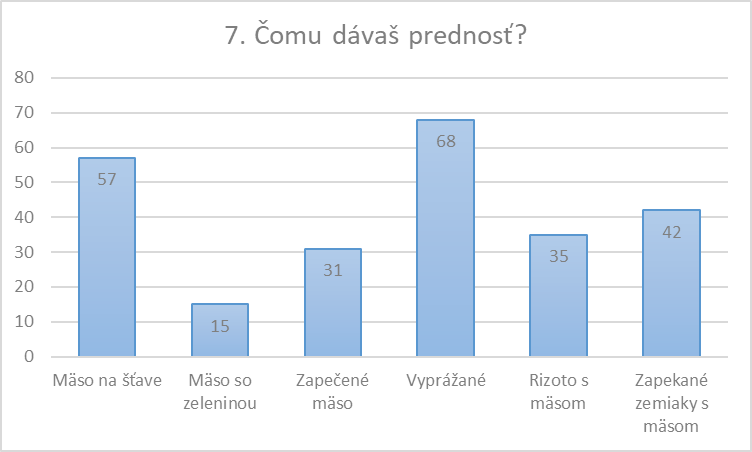 7. Čomu dávaš prednosť?
80
70
60
50
40
30
20
10
0
57
15
31
68
35
42
Mäso na šťave
Mäso so
zeleninou
Zapečené
mäso
Vyprážané
Rizoto s
mäsom
Zapekané
zemiaky s
mäsom